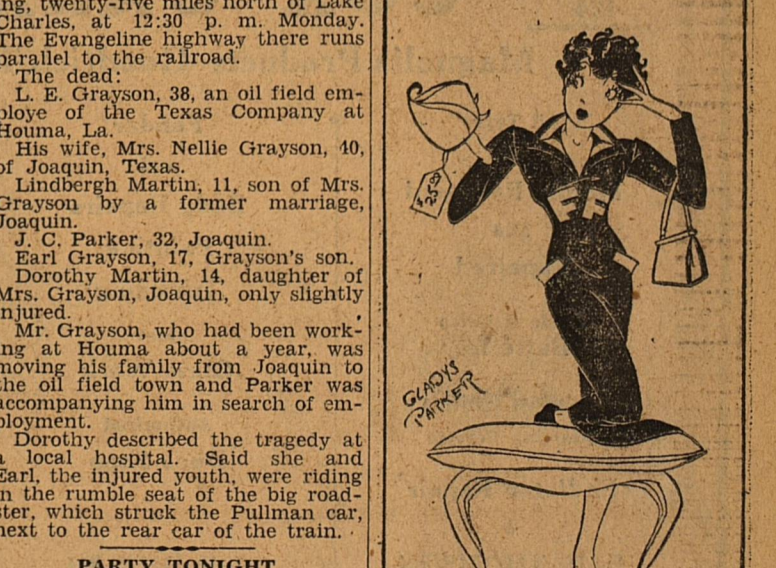 ing, twenty-five miles north of Lake
Charles, at 12:30 p. m. Monday.
The Evangeline highway there runs
parallel to the railroad.
The dead:
L. E. Grayson, 38, an oil field em-
ploye of the Texas Company at
Houma, La.
His wife, Mrs. Nellie Grayson, 40,
of Joaquin, Texas.
Lindbergh Martin, 11, son of Mrs.
Grayson by a former marriage,
Joaquin.
J. C. Parker, 32, Joaquin.
Earl Grayson, 17, Grayson's son.
Dorothy Martin, 14, daughter of
Mrs. Grayson, Joaquin, only slightly
injured.
Mr. Grayson, who had been work-
ing at Houma about a year, was
moving his family from Joaquin to
the oil field town and Parker was
accompanying him in search of em-
ployment.
Dorothy described the tragedy at
a local hospital. Said she and
Earl, the injured youth, were riding
in the rumble seat of the big road-
ster, which struck the Pullman car,
next to the rear car of the train.
PARTY TONIGHT
FF
GLADYS
PARKER